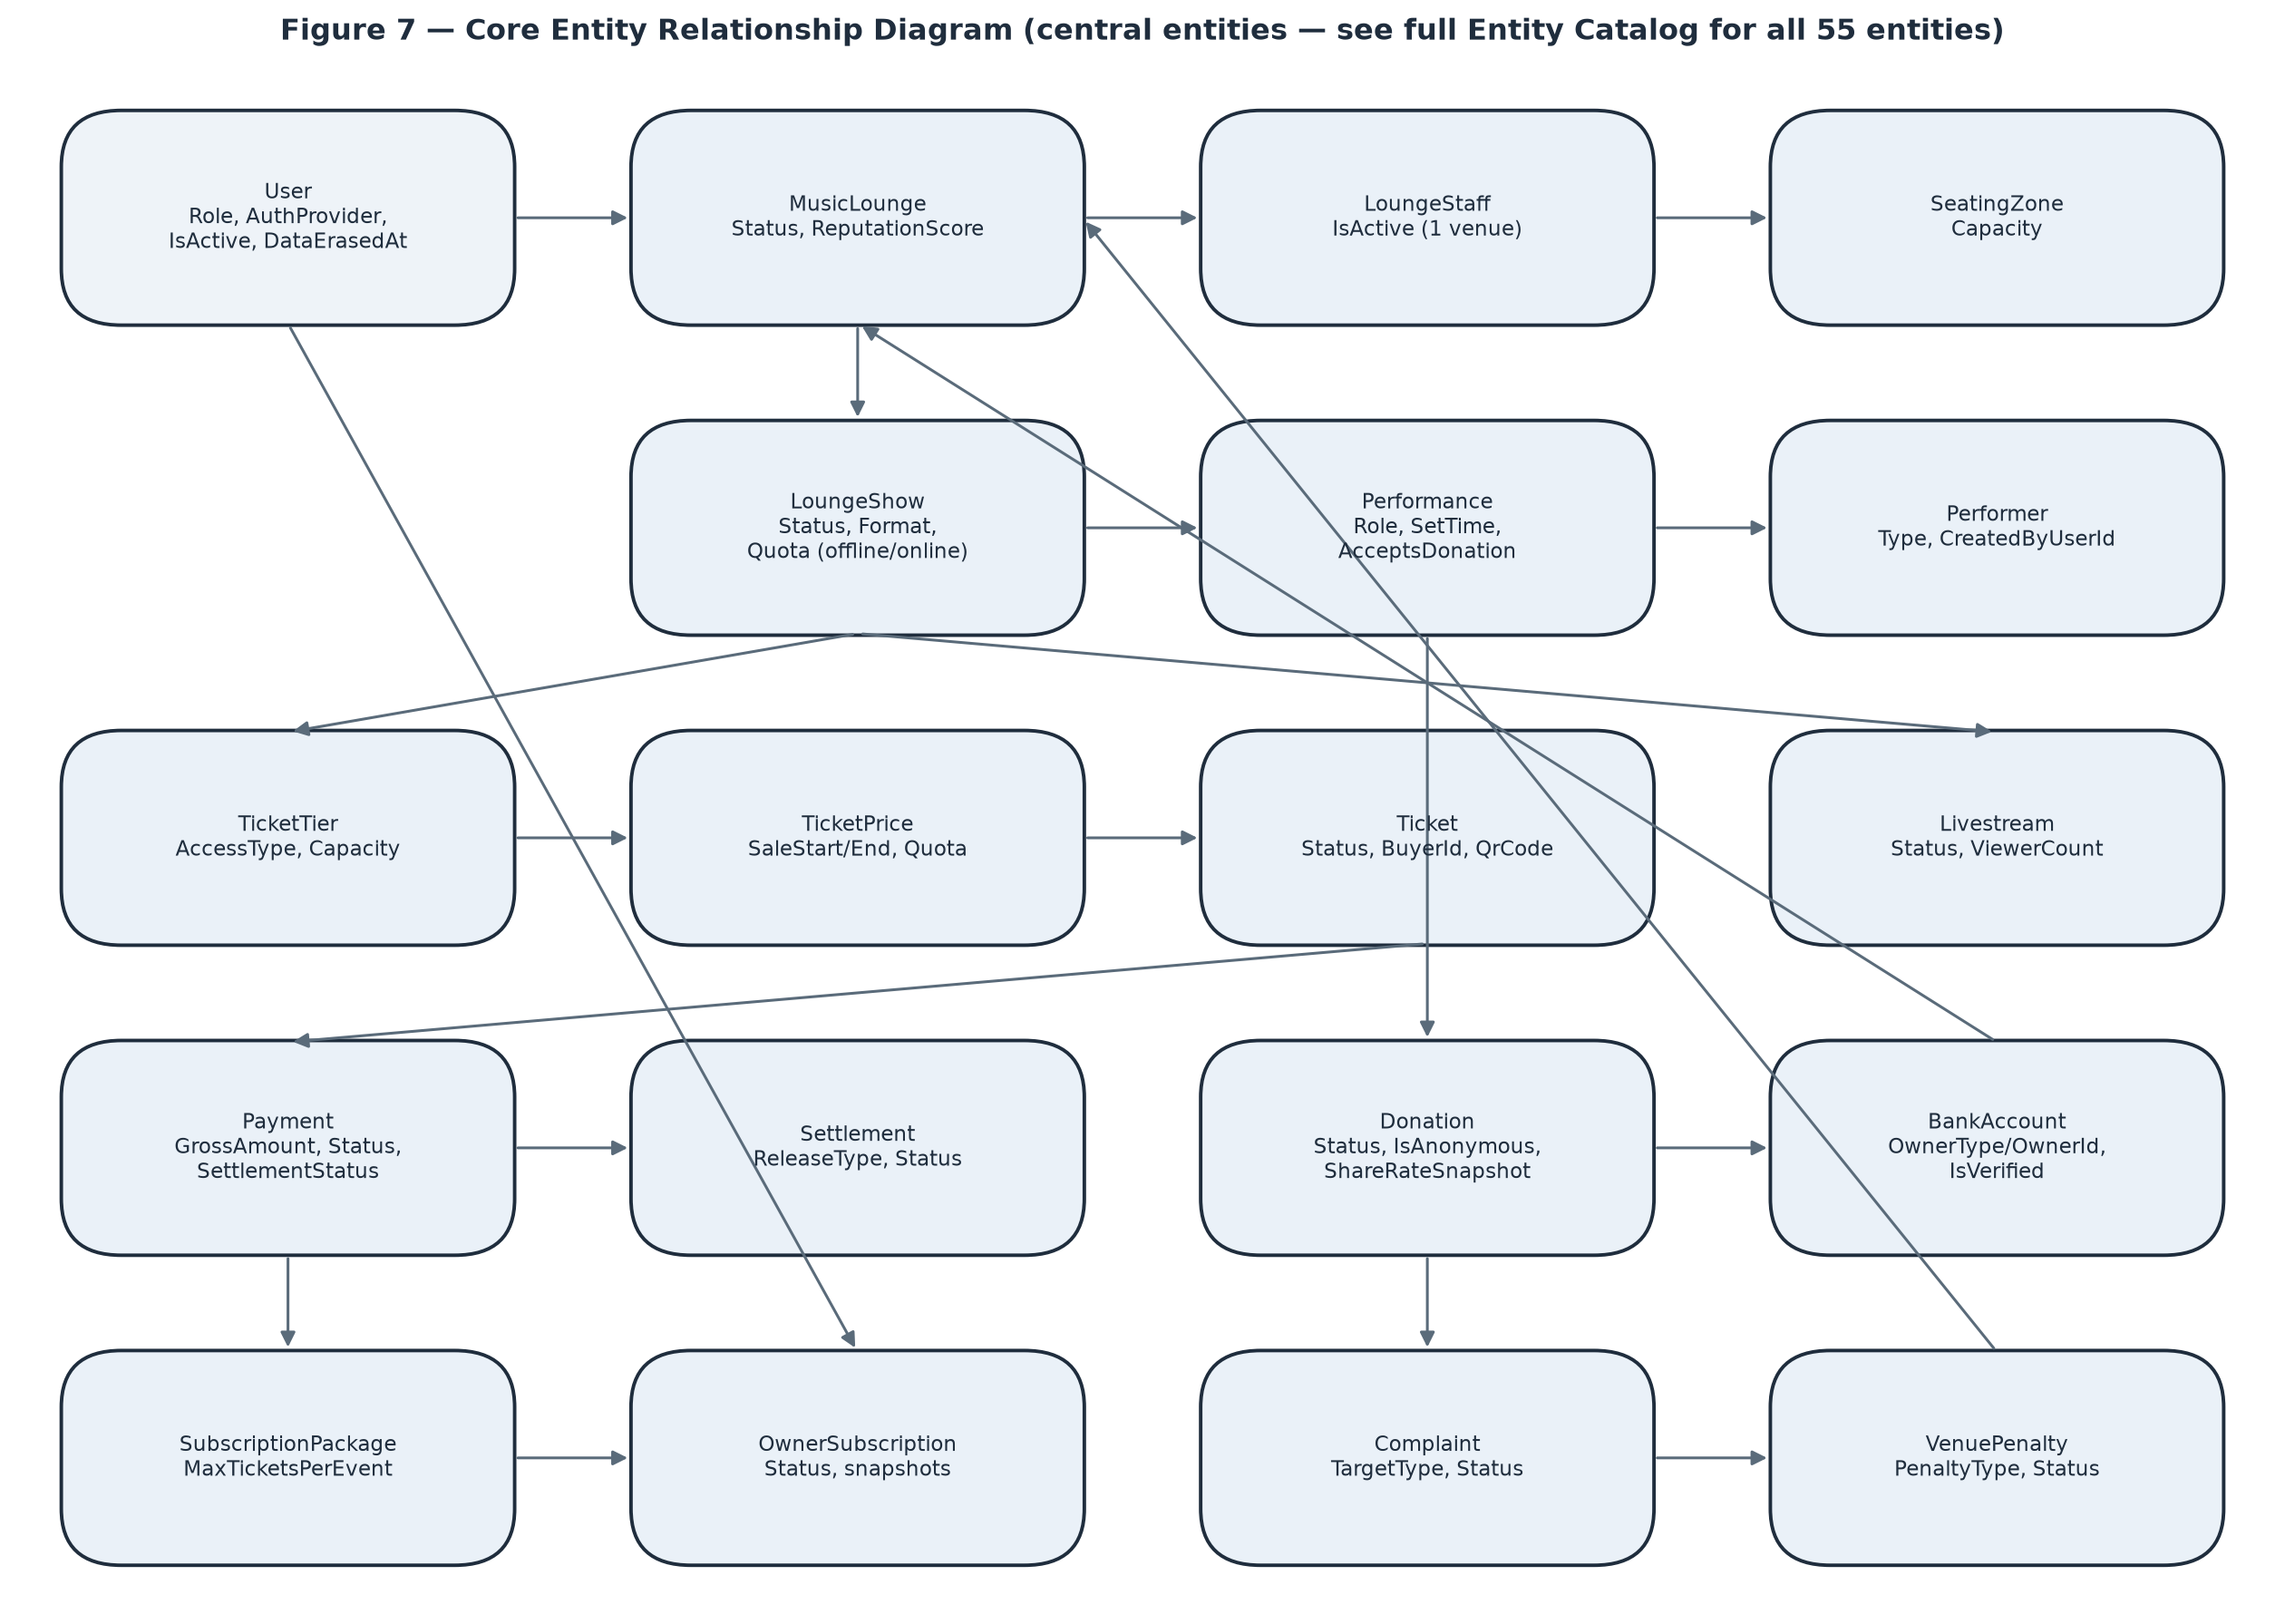 Figure 7 — Core Entity Relationship Diagram (central entities — see full Entity Catalog for all 55 entities)
User
Role, AuthProvider,
IsActive, DataErasedAt
MusicLounge
Status, ReputationScore
LoungeStaff
IsActive (1 venue)
SeatingZone
Capacity
LoungeShow
Status, Format,
Quota (offline/online)
Performance
Role, SetTime,
AcceptsDonation
Performer
Type, CreatedByUserId
TicketTier
AccessType, Capacity
TicketPrice
SaleStart/End, Quota
Ticket
Status, BuyerId, QrCode
Livestream
Status, ViewerCount
Payment
GrossAmount, Status,
SettlementStatus
Settlement
ReleaseType, Status
Donation
Status, IsAnonymous,
ShareRateSnapshot
BankAccount
OwnerType/OwnerId,
IsVerified
SubscriptionPackage
MaxTicketsPerEvent
OwnerSubscription
Status, snapshots
Complaint
TargetType, Status
VenuePenalty
PenaltyType, Status